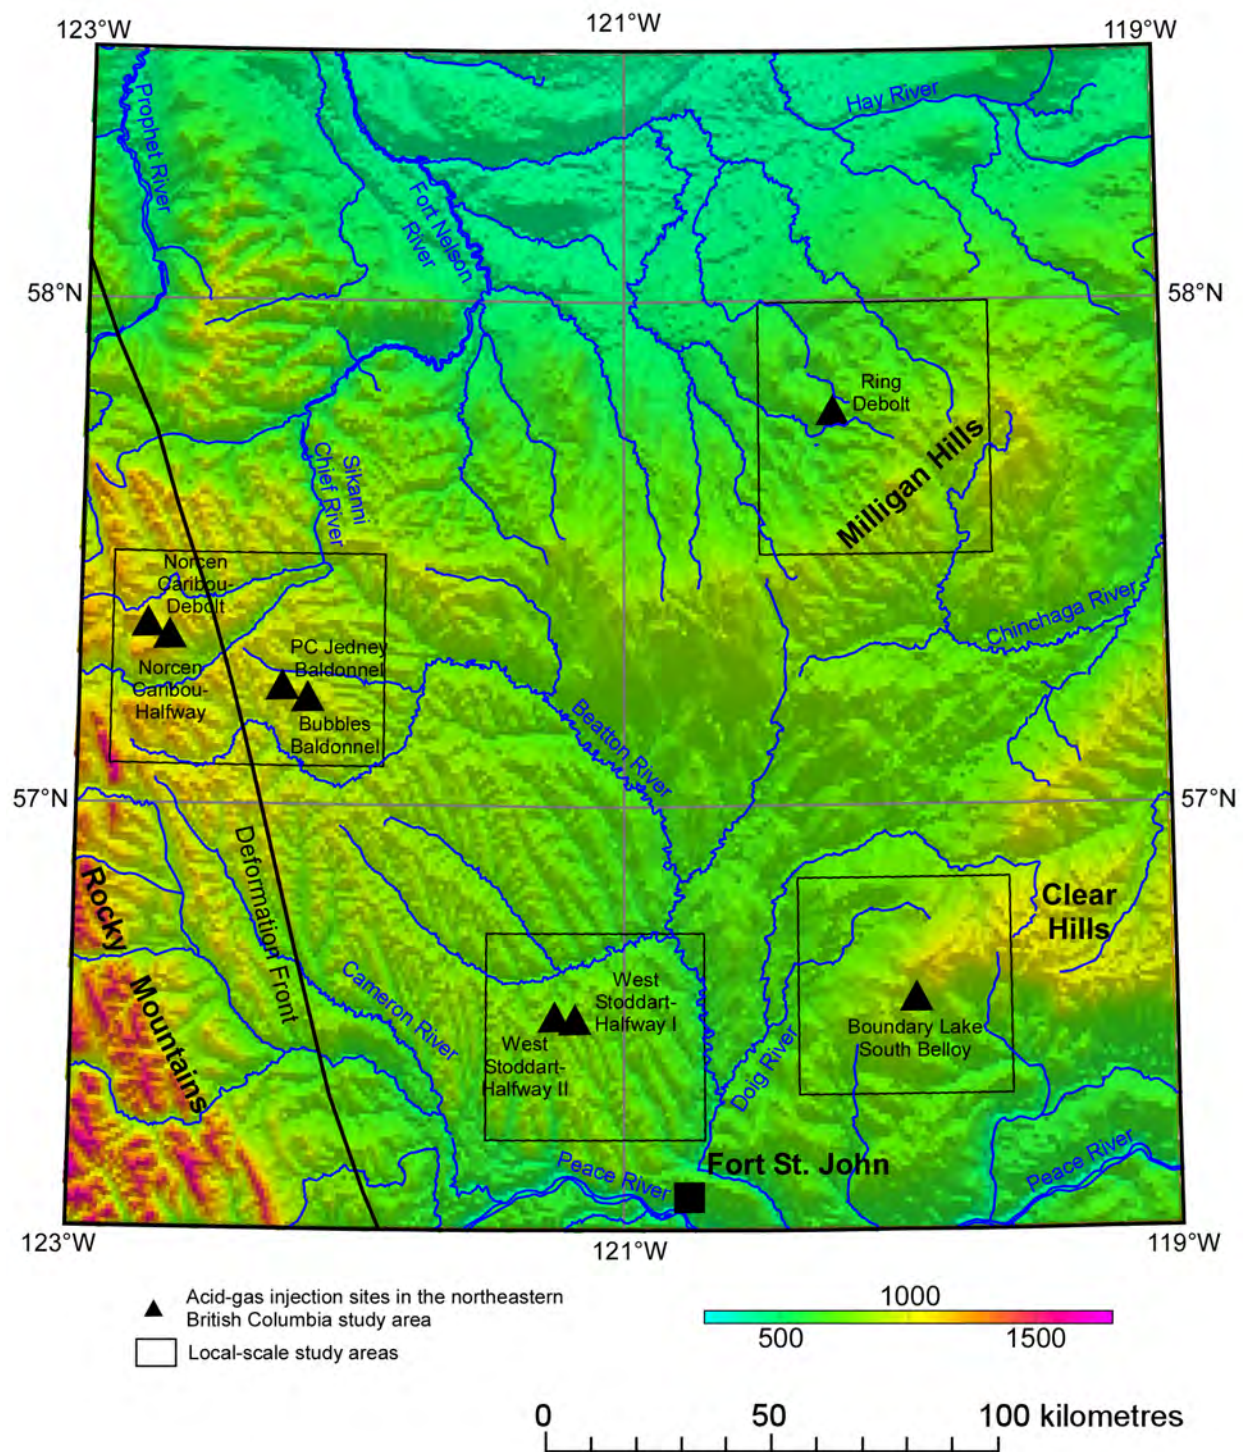 123°W
121°W
119°W
Prophet River
Hay River
Fort Nelson
River
58°N
58°N
Ring
Debolt
Milligan Hills
Sikanni
Chief River
Norcen
Caribou-
Debolt
Norcen
Caribou-
Halfway
PC Jedney
Baldonnel
Bubbles
Baldonnel
Chinchaga River
Beatton River
57°N
57°N
Deformation Front
Rocky
Mountains
Clear
Hills
Cameron River
West
Stoddart-
Halfway I
West
Stoddart-
Halfway II
Doig River
Boundary Lake
South Belloy
Peace River
Fort St. John
Peace River
123°W
121°W
119°W
Acid-gas injection sites in the northeastern
British Columbia study area
Local-scale study areas
1000
500
1500
0
50
100 kilometres